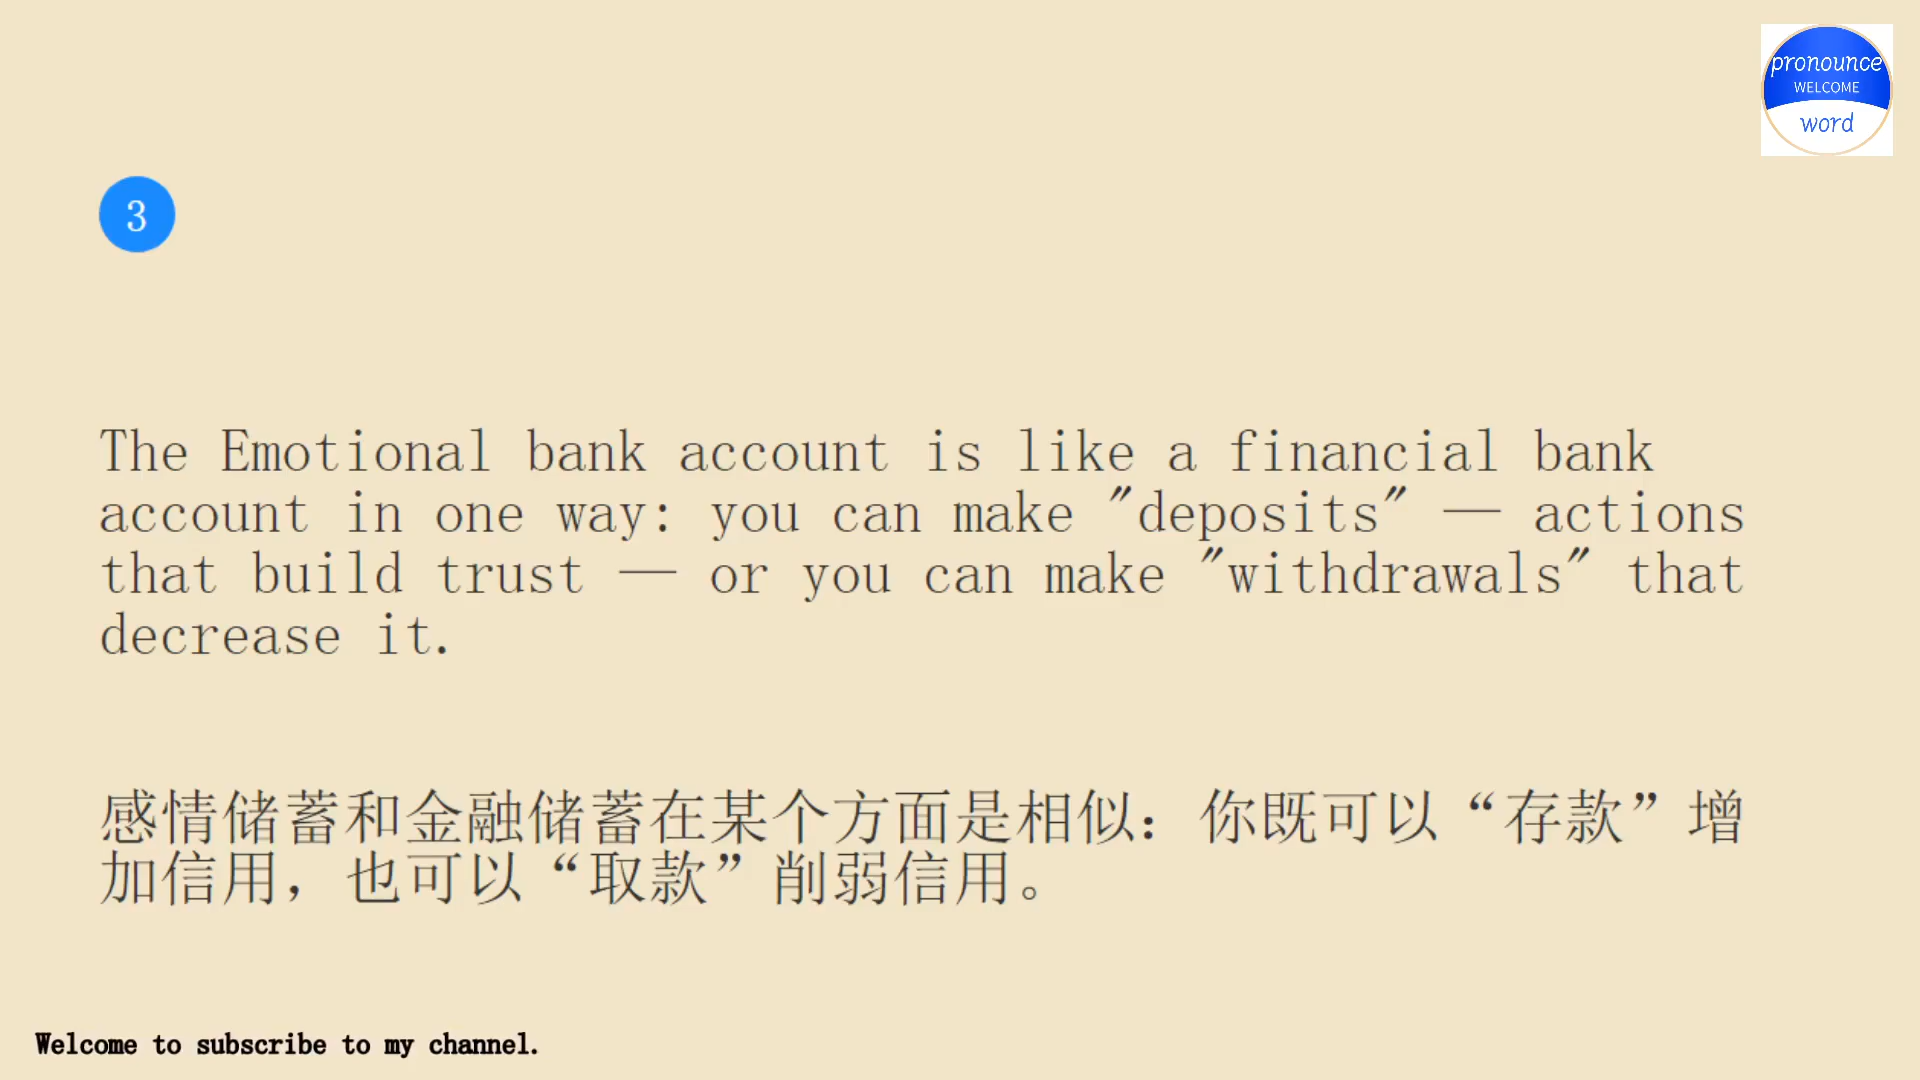 pronounce
WELCOME
word
3
The Emotional bank account is like a financial bank
account in one way: you can make "deposits" — actions
that build trust — or you can make "withdrawals" that
decrease it.
感情储蓄和金融储蓄在某个方面是相似：你既可以“存款”增
加信用，也可以“取款”削弱信用。
Welcome to subscribe to my channel.